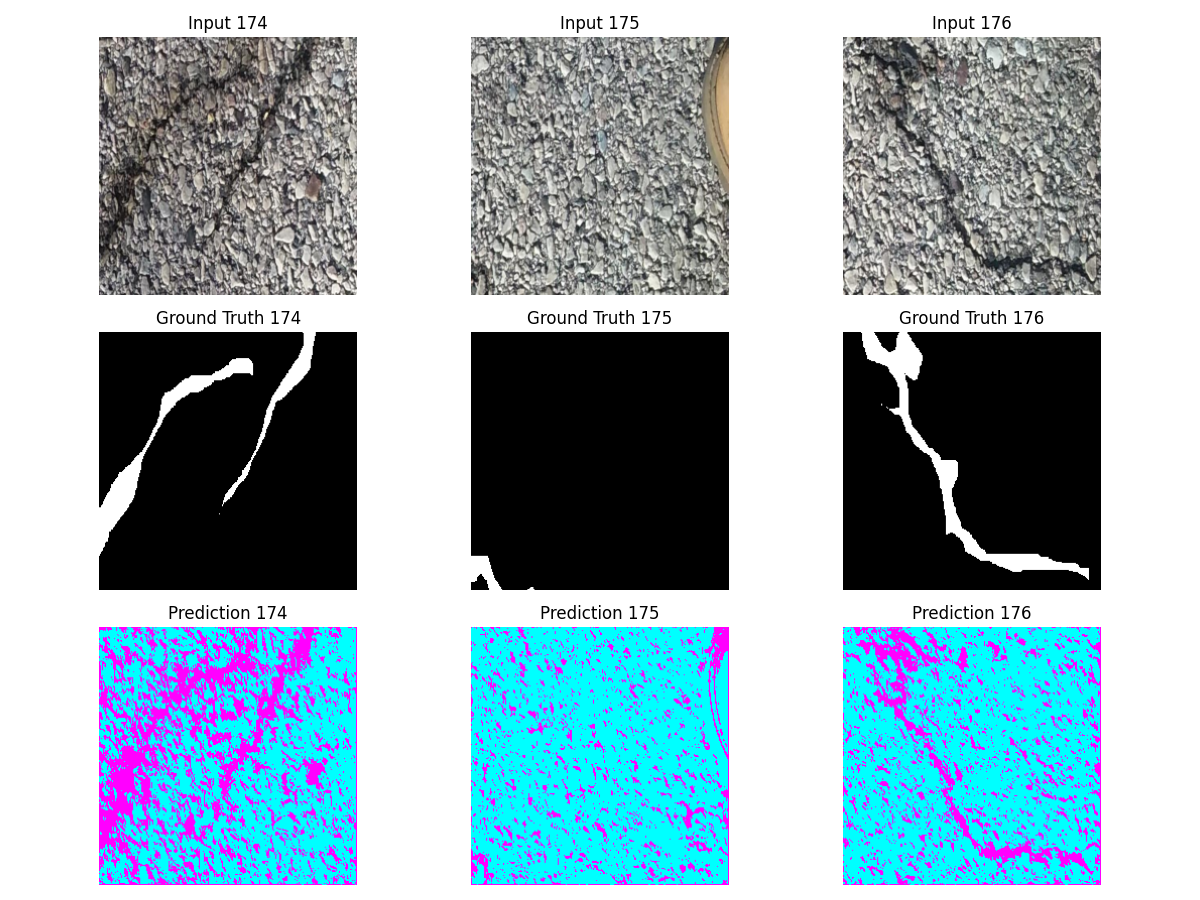 Input 174
Input 175
Input 176
Ground Truth 174
Ground Truth 175
Ground Truth 176
Prediction 174
Prediction 175
Prediction 176